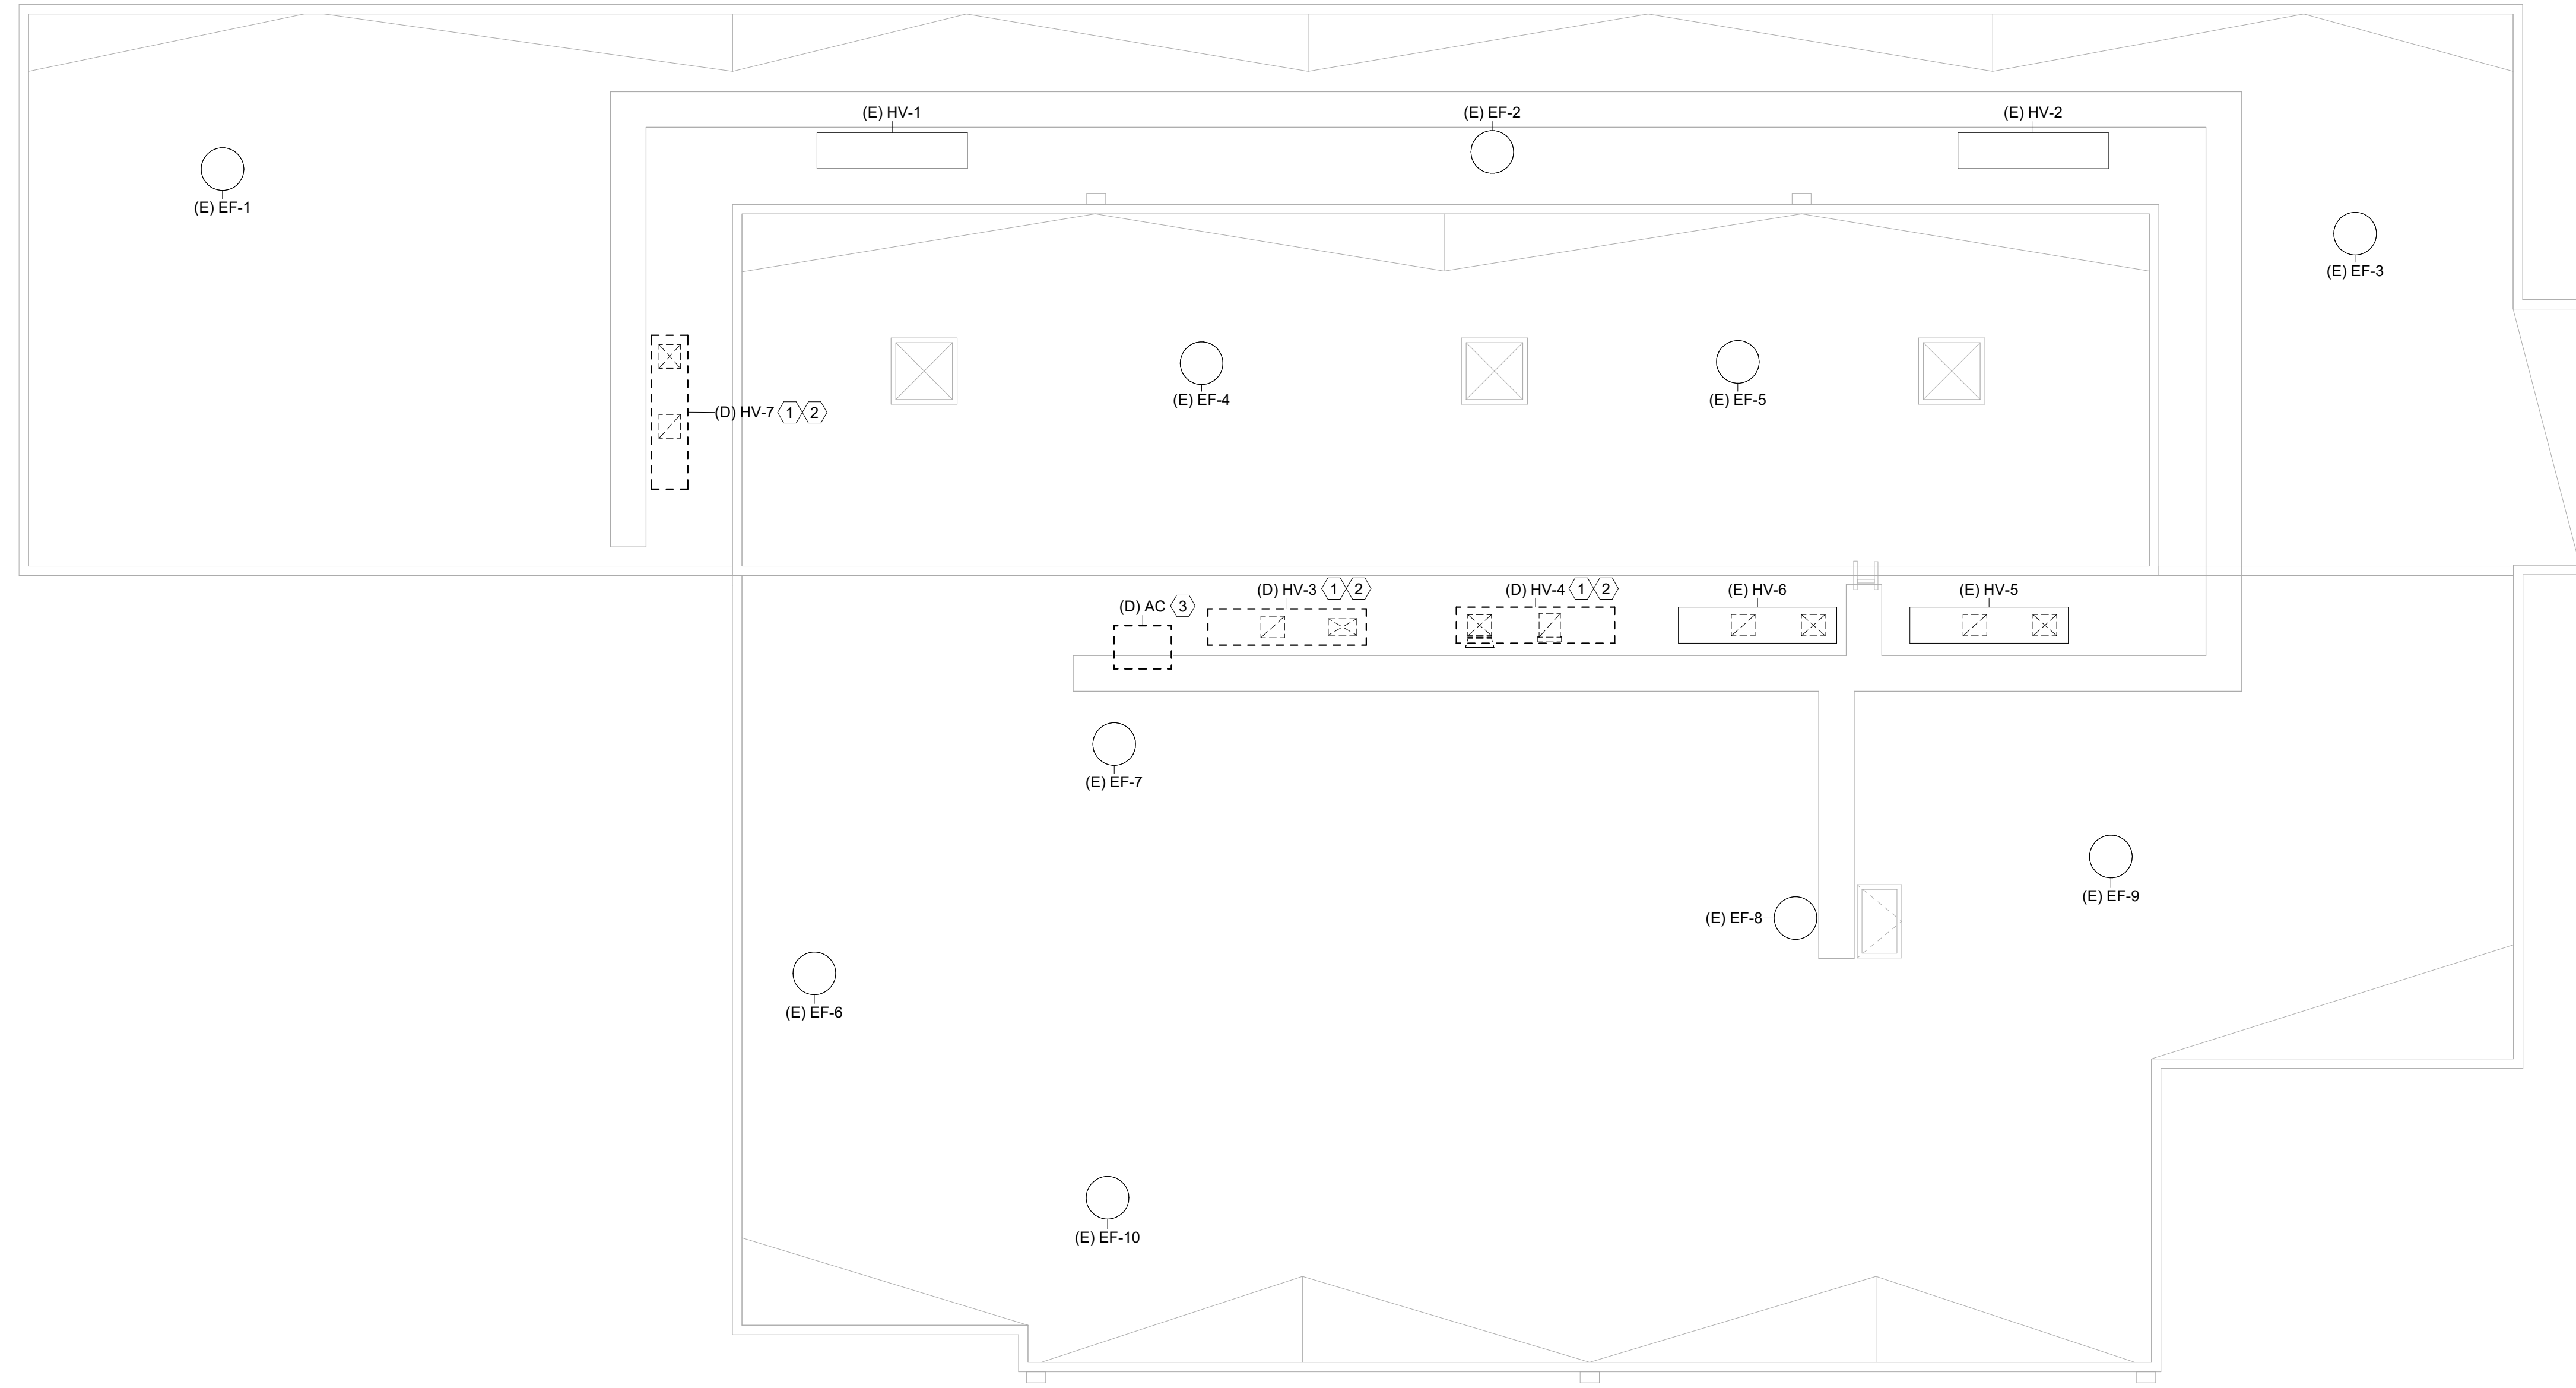 (E) HV-1
(E) EF-2
(E) HV-2
(E) EF-1
(E) EF-3
(E) EF-4
(E) EF-5
(D) HV-7 1 2
(D) AC 3
(D) HV-3 1 2
(D) HV-4 1 2
(E) HV-6
(E) HV-5
(E) EF-7
(E) EF-9
(E) EF-8
(E) EF-6
(E) EF-10